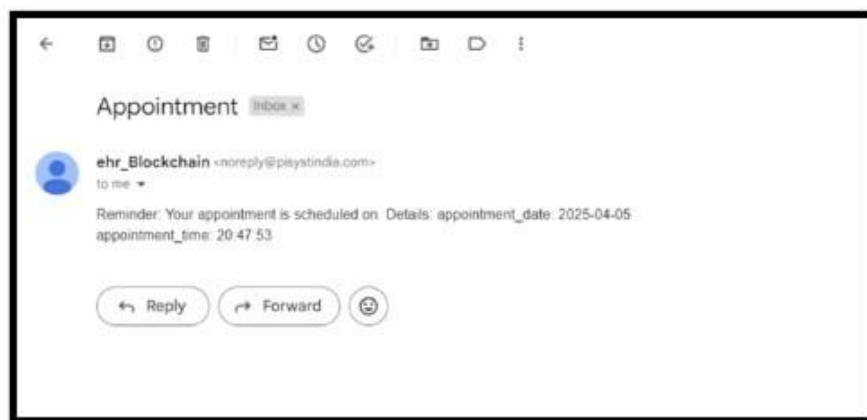 Appointment Inbox ×
ehr_Blockchain <noreply@pisystindia.com>
to me
Reminder: Your appointment is scheduled on. Details: appointment_date: 2025-04-05
appointment_time: 20:47:53
Reply Forward